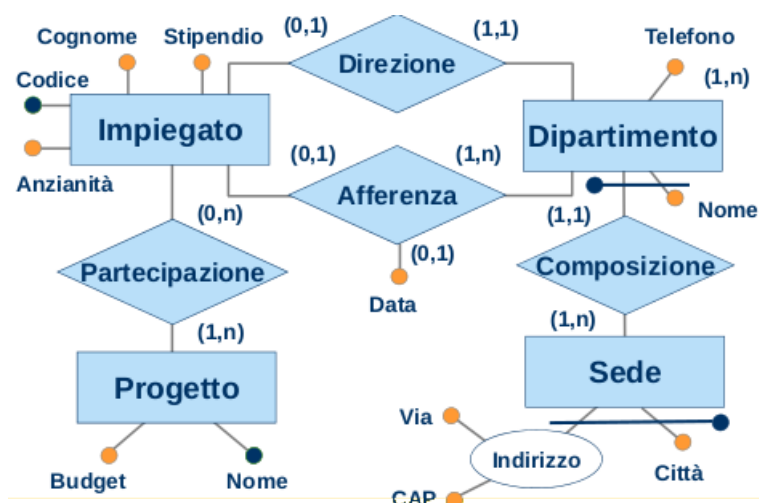 (0,1)
(1,1)
Cognome
Stipendio
Telefono
Direzione
Codice
(1,n)
Impiegato
Dipartimento
(0,1)
(1,n)
Anzianità
Afferenza
(0,n)
(1,1)
Nome
(0,1)
Partecipazione
Composizione
Data
(1,n)
(1,n)
Progetto
Sede
Via
Indirizzo
Città
Budget
Nome
CAP